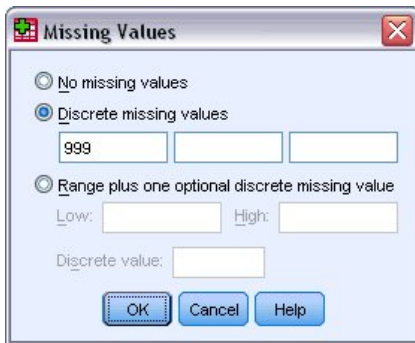 Missing Values
No missing values
Discrete missing values
999
Range plus one optional discrete missing value
Low: High:
Discrete value:
OK Cancel Help